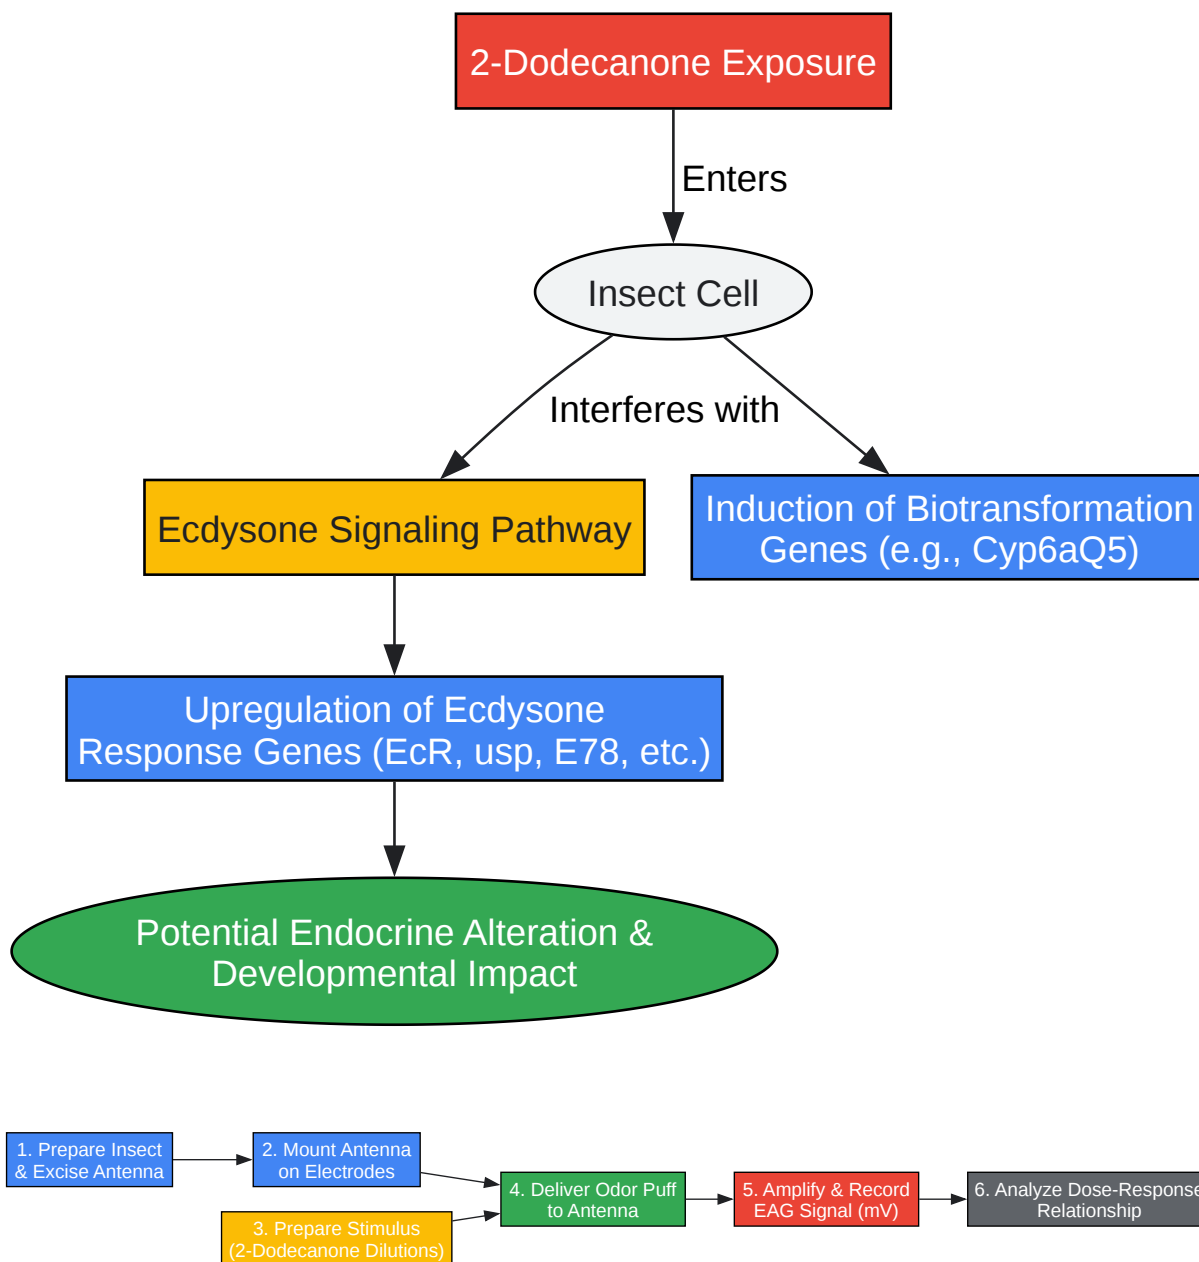 2-Dodecanone Exposure
Enters
Insect Cell
Interferes with
Ecdysone Signaling Pathway
Induction of Biotransformation
Genes (e.g., Cyp6aQ5)
Upregulation of Ecdysone
Response Genes (EcR, usp, E78, etc.)
Potential Endocrine Alteration &
Developmental Impact
1. Prepare Insect
& Excise Antenna
2. Mount Antenna
on Electrodes
3. Prepare Stimulus
(2-Dodecanone Dilutions)
4. Deliver Odor Puff
to Antenna
5. Amplify & Record
EAG Signal (mV)
6. Analyze Dose-Response
Relationship